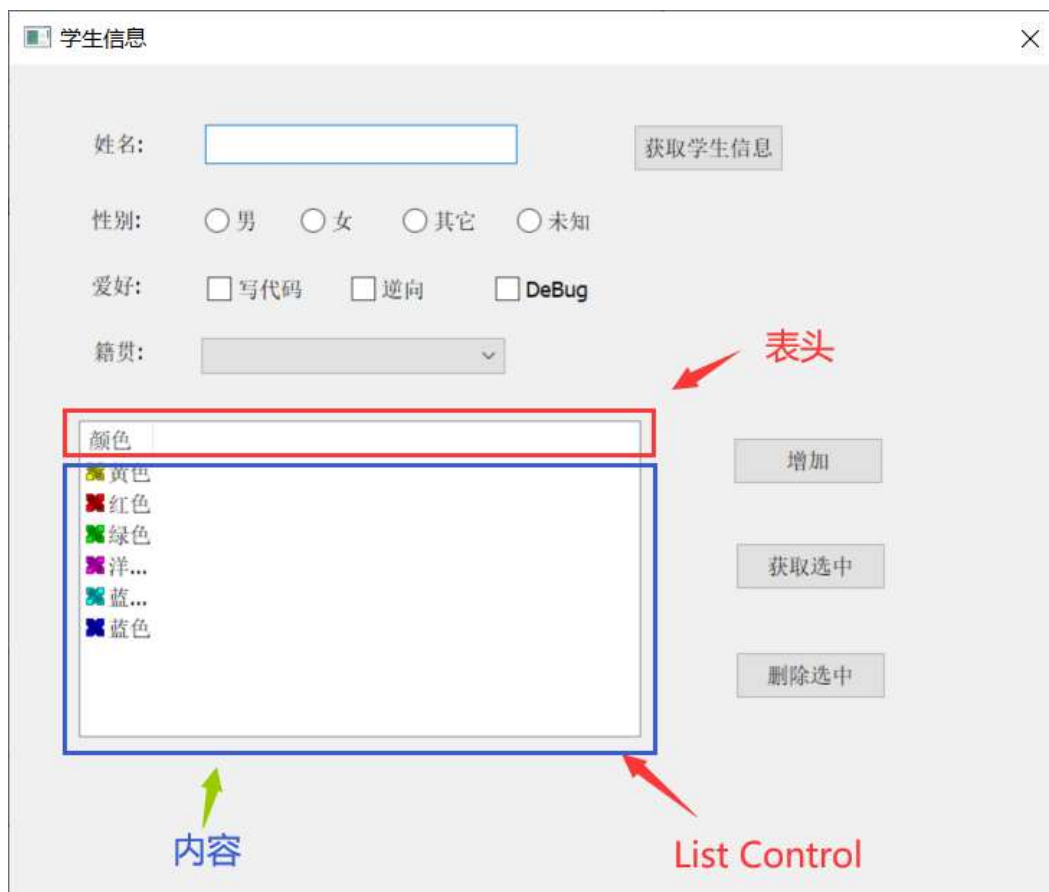 学生信息
姓名:
获取学生信息
性别: 男 女 其它 未知
爱好: 写代码 逆向 DeBug
籍贯:
表头
颜色
黄色
增加
红色
绿色
洋...
获取选中
蓝...
蓝色
删除选中
内容
List Control